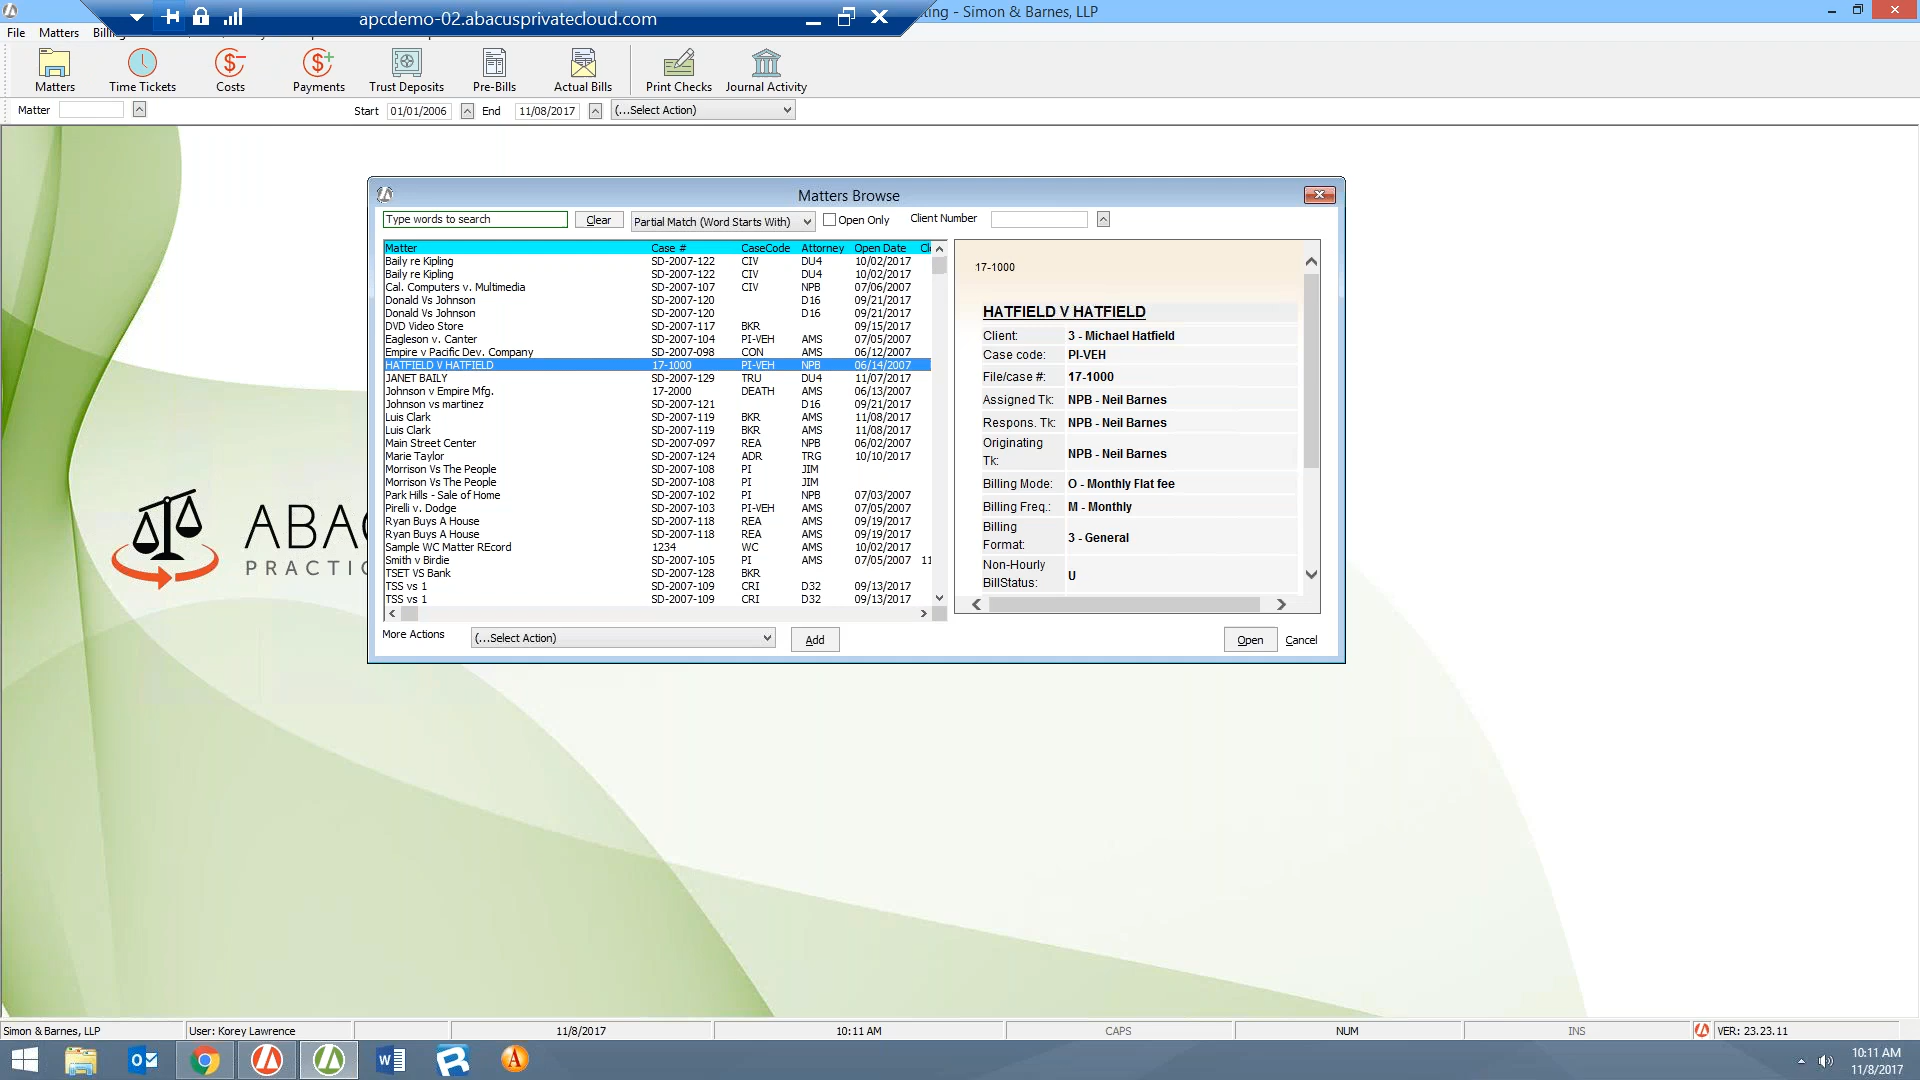 apcdemo-02.abacusprivatecloud.com
ting - Simon & Barnes, LLP
File Matters Billing
Matters Time Tickets Costs Payments Trust Deposits Pre-Bills Actual Bills Print Checks Journal Activity
Matter Start 01/01/2006 End 11/08/2017 (...Select Action)
Matters Browse
Type words to search Clear Partial Match (Word Starts With) Open Only Client Number
Matter Case # CaseCode Attorney Open Date Cl
Baily re Kipling SD-2007-122 CIV DU4 10/02/2017
Baily re Kipling SD-2007-122 CIV DU4 10/02/2017
Cal. Computers v. Multimedia SD-2007-107 CIV NPB 07/06/2007
Donald Vs Johnson SD-2007-120 D16 09/21/2017
Donald Vs Johnson SD-2007-120 D16 09/21/2017
DVD Video Store SD-2007-117 BKR 09/15/2017
Eagleson v. Canter SD-2007-104 PI-VEH AMS 07/05/2007
Empire v Pacific Dev. Company SD-2007-098 CON AMS 06/12/2007
HATFIELD V HATFIELD 17-1000 PI-VEH NPB 06/14/2007
JANET BAILY SD-2007-129 TRU DU4 11/07/2017
Johnson v Empire Mfg. 17-2000 DEATH AMS 06/13/2007
Johnson vs martinez SD-2007-121 D16 09/21/2017
Luis Clark SD-2007-119 BKR AMS 11/08/2017
Luis Clark SD-2007-119 BKR AMS 11/08/2017
Main Street Center SD-2007-097 REA NPB 06/02/2007
Marie Taylor SD-2007-124 ADR TRG 10/10/2017
Morrison Vs The People SD-2007-108 PI JIM
Morrison Vs The People SD-2007-108 PI JIM
Park Hills - Sale of Home SD-2007-102 PI NPB 07/03/2007
Pirelli v. Dodge SD-2007-103 PI-VEH AMS 07/05/2007
Ryan Buys A House SD-2007-118 REA AMS 09/19/2017
Ryan Buys A House SD-2007-118 REA AMS 09/19/2017
Sample WC Matter REcord 1234 WC AMS 10/02/2017
Smith v Birdie SD-2007-105 PI AMS 07/05/2007 11
TSET VS Bank SD-2007-128 BKR
TSS vs 1 SD-2007-109 CRI D32 09/13/2017
TSS vs 1 SD-2007-109 CRI D32 09/13/2017
17-1000
HATFIELD V HATFIELD
Client: 3 - Michael Hatfield
Case code: PI-VEH
File/case #: 17-1000
Assigned Tk: NPB - Neil Barnes
Respons. Tk: NPB - Neil Barnes
Originating Tk: NPB - Neil Barnes
Billing Mode: O - Monthly Flat fee
Billing Freq.: M - Monthly
Billing Format: 3 - General
Non-Hourly BillStatus: U
More Actions (...Select Action) Add Open Cancel
ABAC
PRACTIC
Simon & Barnes, LLP User: Korey Lawrence 11/8/2017 10:11 AM CAPS NUM INS VER: 23.23.11
10:11 AM
11/8/2017